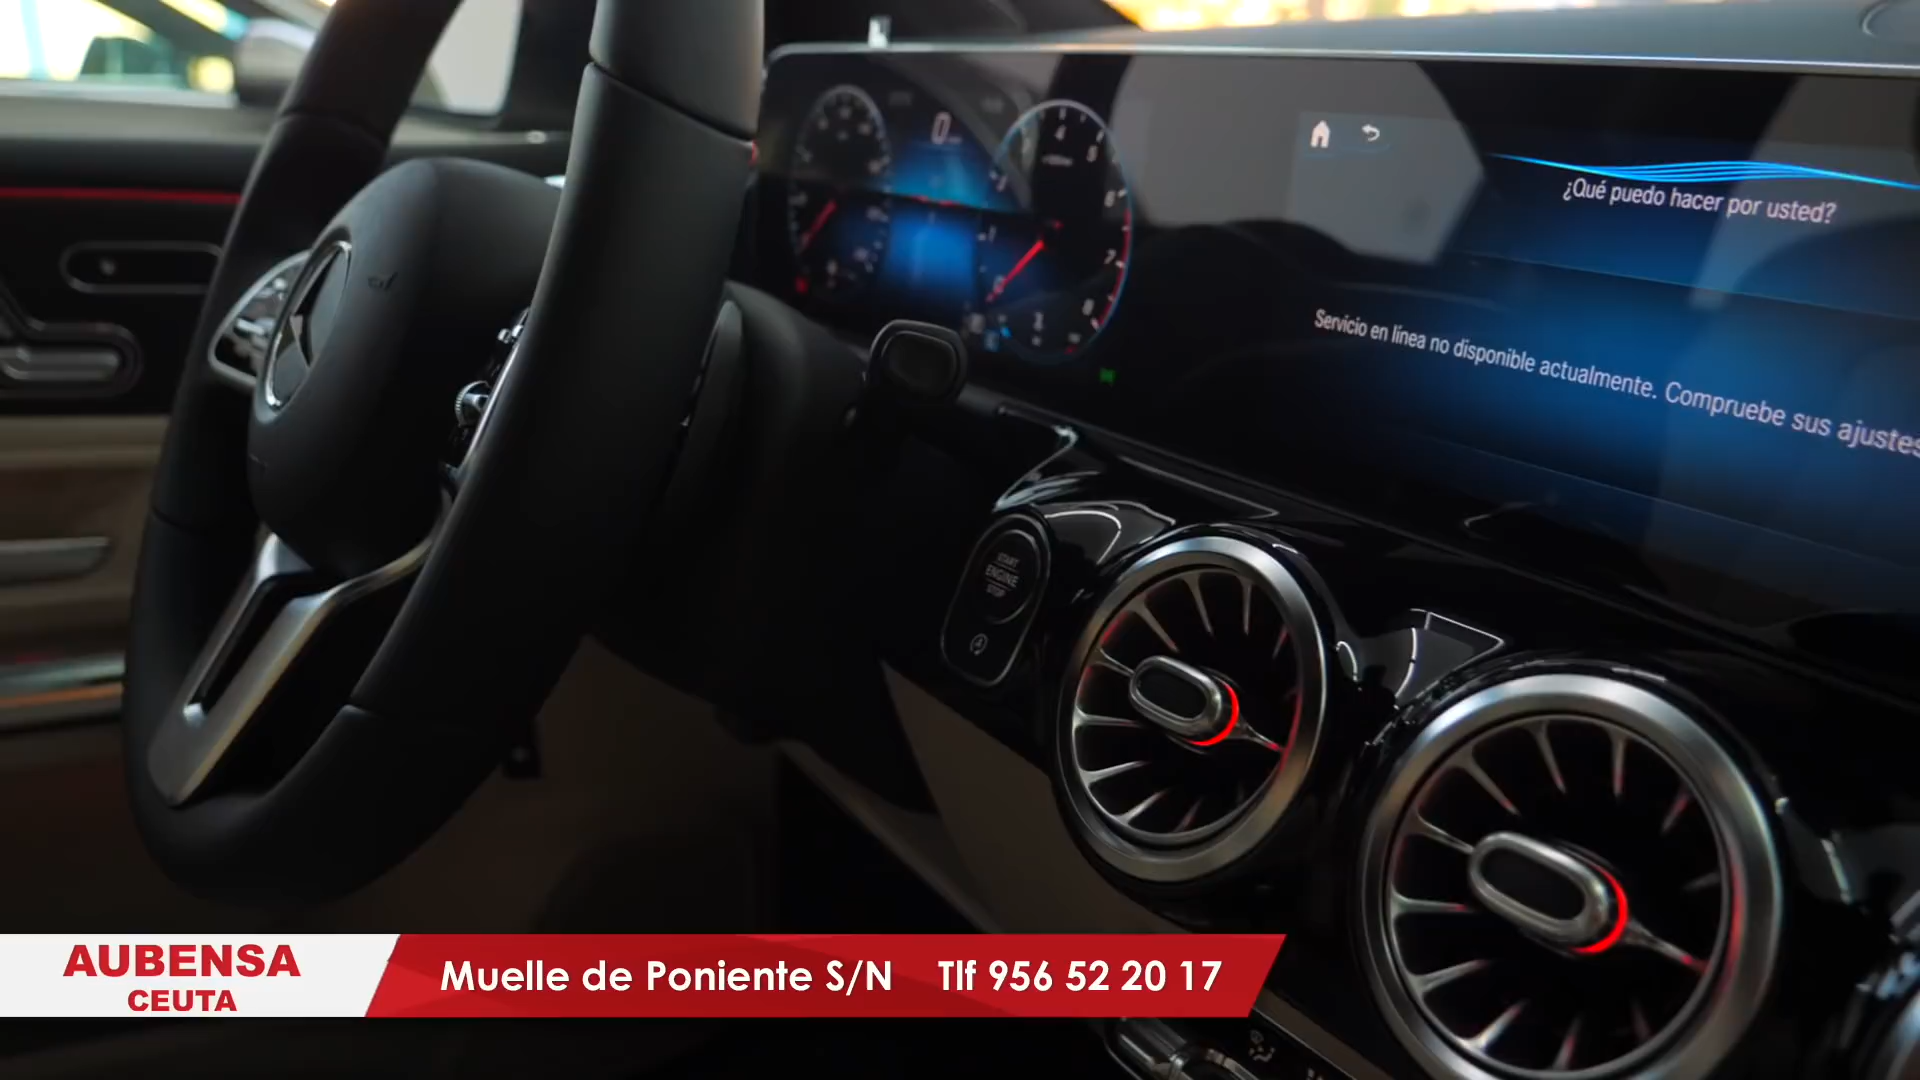 ¿Qué puedo hacer por usted?
Servicio en línea no disponible actualmente. Compruebe sus ajustes
START
ENGINE
STOP
AUBENSA
CEUTA
Muelle de Poniente S/N Tlf 956 52 20 17